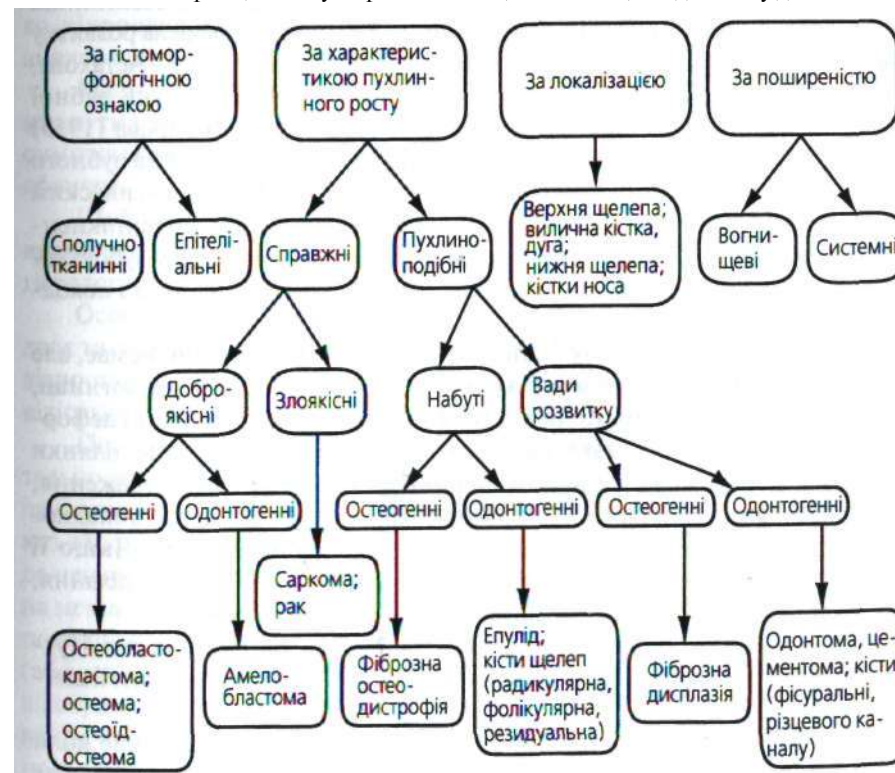 За гістомор-
фологічною
ознакою
За характерис-
тикою пухлин-
ного росту
За локалізацією
За поширеністю
Сполучно-
тканинні
Епітелі-
альні
Справжні
Пухлино-
подібні
Верхня щелепа;
вилична кістка,
дуга;
нижня щелепа;
кістки носа
Вогни-
щеві
Системні
Добро-
якісні
Злоякісні
Набуті
Вади
розвитку
Остеогенні
Одонтогенні
Остеогенні
Одонтогенні
Остеогенні
Одонтогенні
Саркома;
рак
Остеобласто-
кластома;
остеома;
остеоїд-
остеома
Амело-
бластома
Фіброзна
остео-
дистрофія
Епулід;
кісти щелеп
(радикулярна,
фолікулярна,
резидуальна)
Фіброзна
дисплазія
Одонтома, це-
ментома; кісти
(фісуральні,
різцевого ка-
налу)